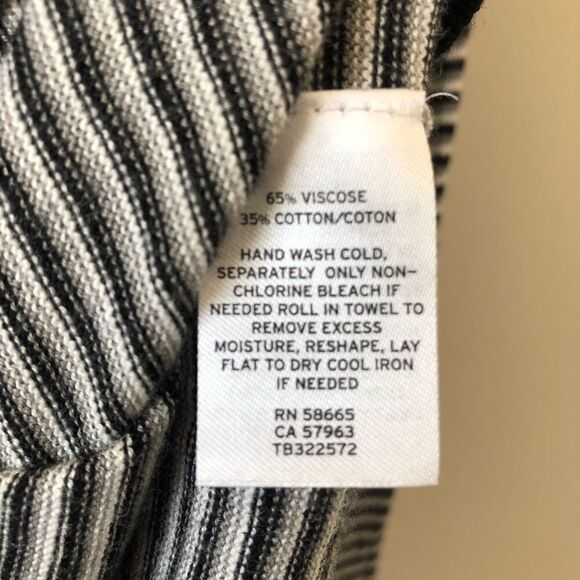 65% VISCOSE
35% COTTON/COTON
HAND WASH COLD,
SEPARATELY ONLY NON-
CHLORINE BLEACH IF
NEEDED ROLL IN TOWEL TO
REMOVE EXCESS
MOISTURE, RESHAPE, LAY
FLAT TO DRY COOL IRON
IF NEEDED
RN 58665
CA 57963
TB322572